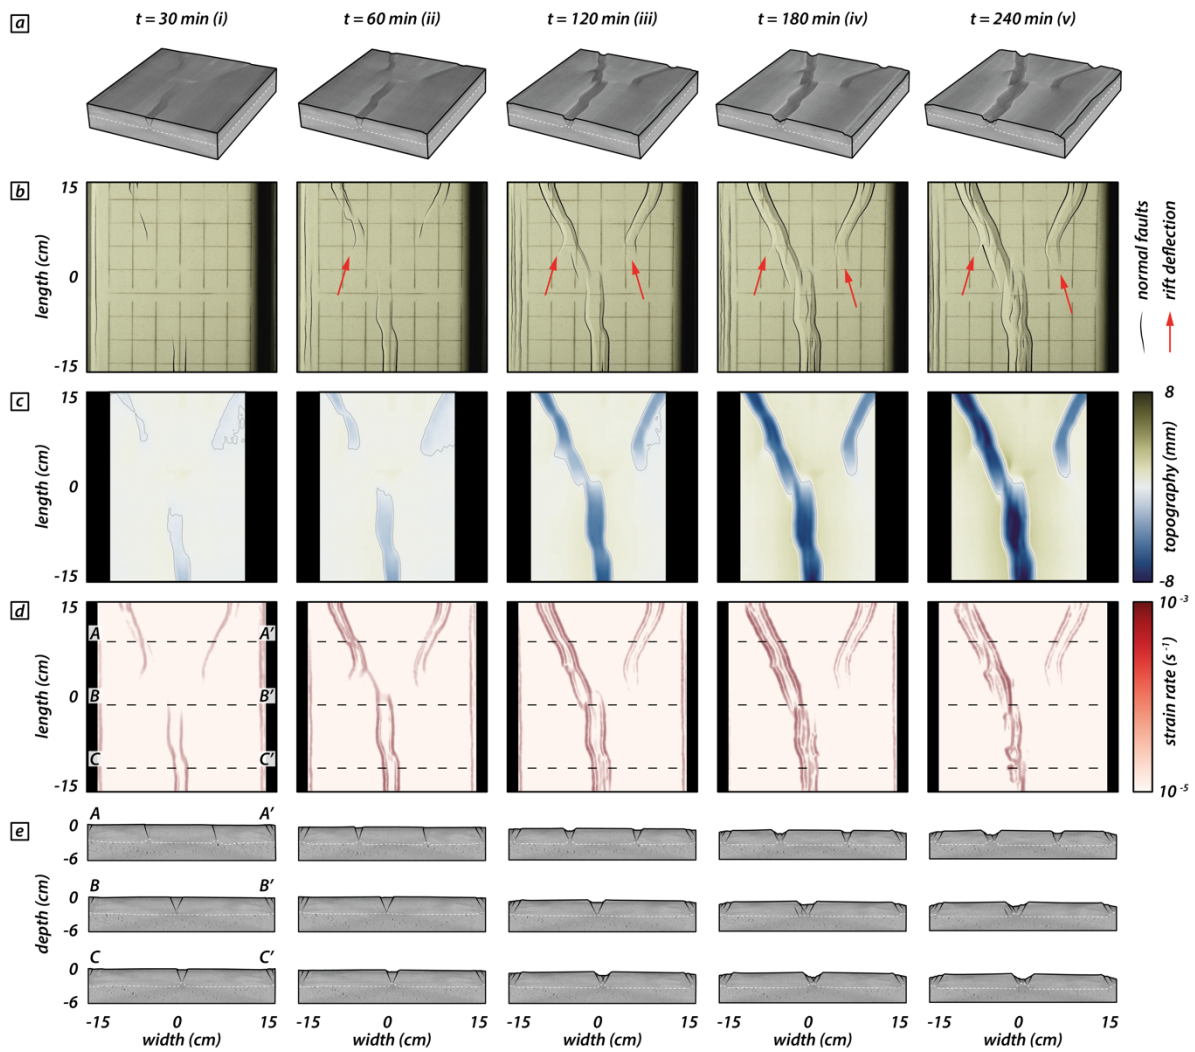 a
t = 30 min (i)
t = 60 min (ii)
t = 120 min (iii)
t = 180 min (iv)
t = 240 min (v)
b
15
0
-15
length (cm)
normal faults
rift deflection
c
15
0
-15
length (cm)
8
-8
topography (mm)
d
15
0
-15
length (cm)
A A'
B B'
C C'
10 -3
10 -5
strain rate (s -1)
e
A A'
0
-6
B B'
0
-6
C C'
0
-6
depth (cm)
-15 0 15
-15 0 15
-15 0 15
-15 0 15
-15 0 15
width (cm)
width (cm)
width (cm)
width (cm)
width (cm)